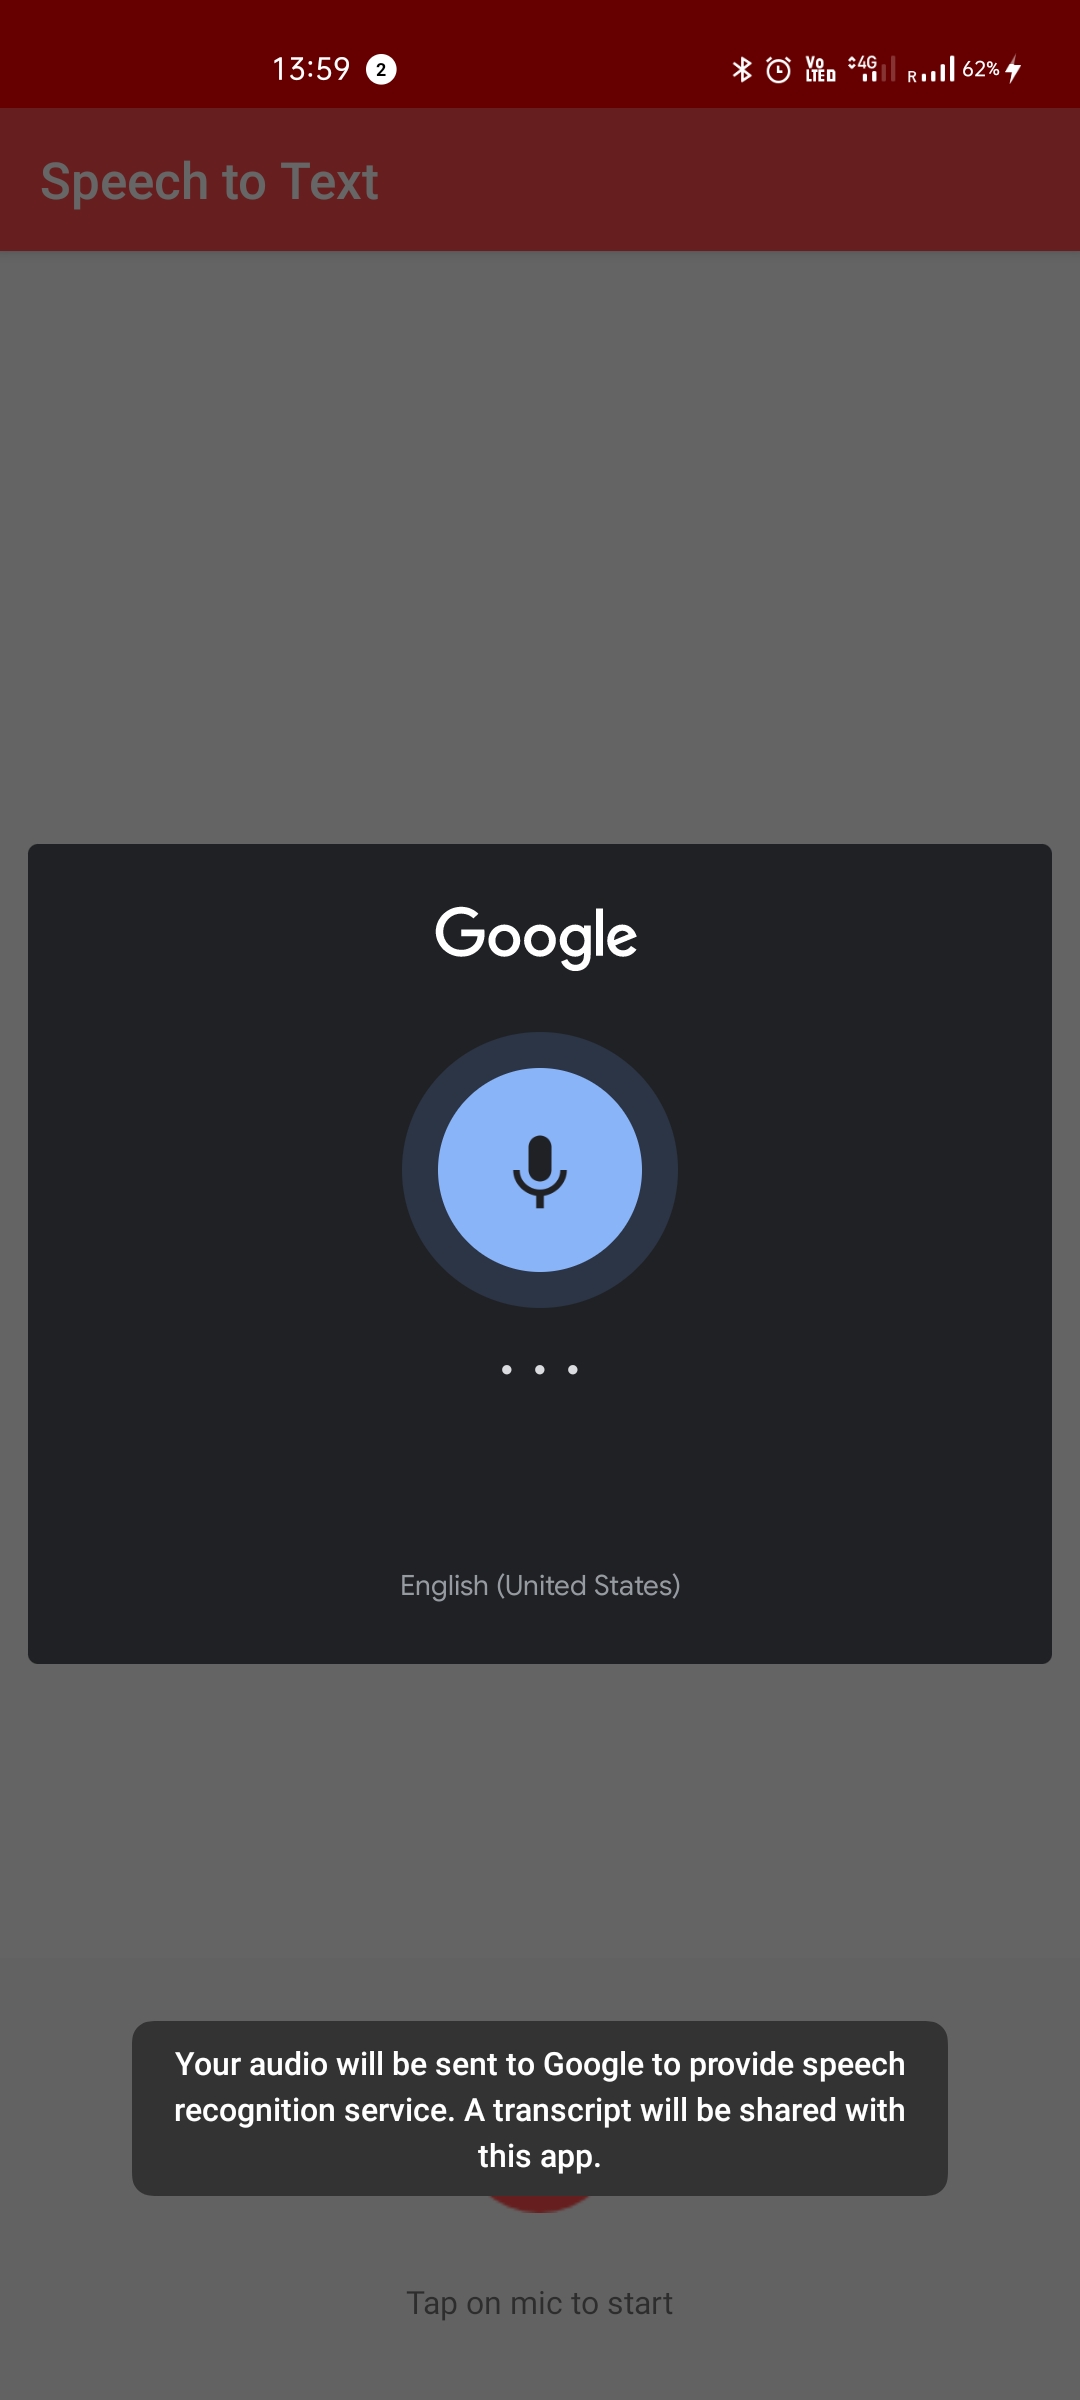 13:59 2 Vo LTE 4G R 62%
Speech to Text
Google
English (United States)
Your audio will be sent to Google to provide speech
recognition service. A transcript will be shared with
this app.
Tap on mic to start